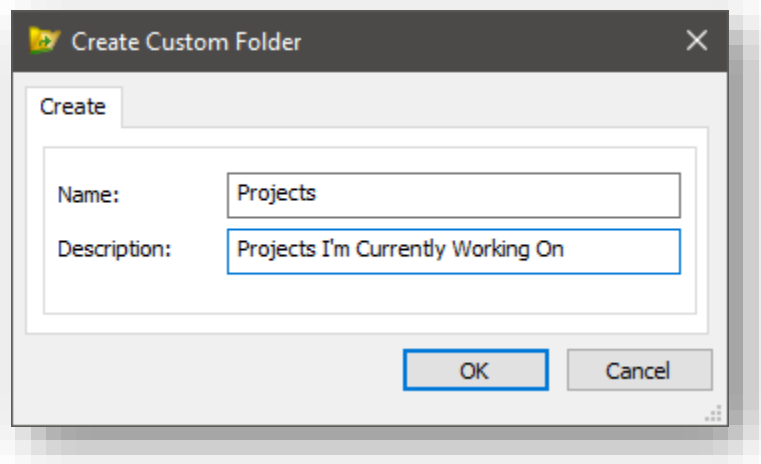 Create Custom Folder
Create
Name: Projects
Description: Projects I'm Currently Working On
OK Cancel